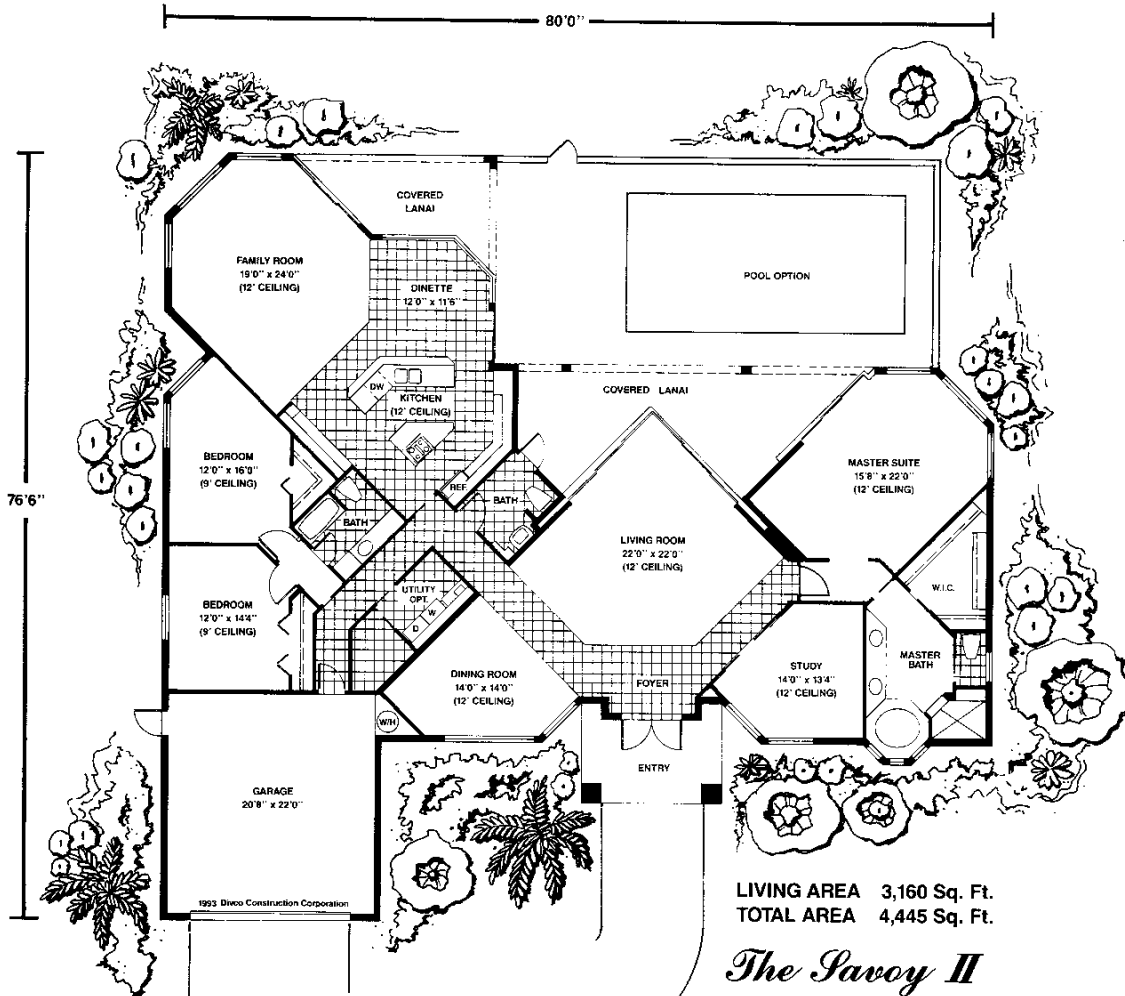 80'0"
COVERED
LANAI
FAMILY ROOM
19'0" x 24'0"
(12' CEILING)
DINETTE
12'0" x 11'6"
POOL OPTION
DW
KITCHEN
(12' CEILING)
COVERED LANAI
BEDROOM
12'0" x 16'0"
(9' CEILING)
MASTER SUITE
15'8" x 22'0"
(12' CEILING)
76'6"
REF
BATH
BATH
LIVING ROOM
22'0" x 22'0"
(12' CEILING)
UTILITY
OPT.
W
D
W.I.C.
BEDROOM
12'0" x 14'4"
(9' CEILING)
MASTER
BATH
DINING ROOM
14'0" x 14'0"
(12' CEILING)
FOYER
STUDY
14'0" x 13'4"
(12' CEILING)
W/H
ENTRY
GARAGE
20'8" x 22'0"
1993 Divco Construction Corporation
LIVING AREA 3,160 Sq. Ft.
TOTAL AREA 4,445 Sq. Ft.
The Savoy II